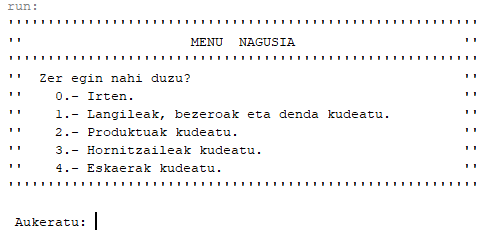 run:
''''''''''''''''''''''''''''''''''''''''''''''''''''''''''''
'' MENU NAGUSIA ''
''''''''''''''''''''''''''''''''''''''''''''''''''''''''''''
'' Zer egin nahi duzu? ''
'' 0.- Irten. ''
'' 1.- Langileak, bezeroak eta denda kudeatu. ''
'' 2.- Produktuak kudeatu. ''
'' 3.- Hornitzaileak kudeatu. ''
'' 4.- Eskaerak kudeatu. ''
''''''''''''''''''''''''''''''''''''''''''''''''''''''''''''
Aukeratu: